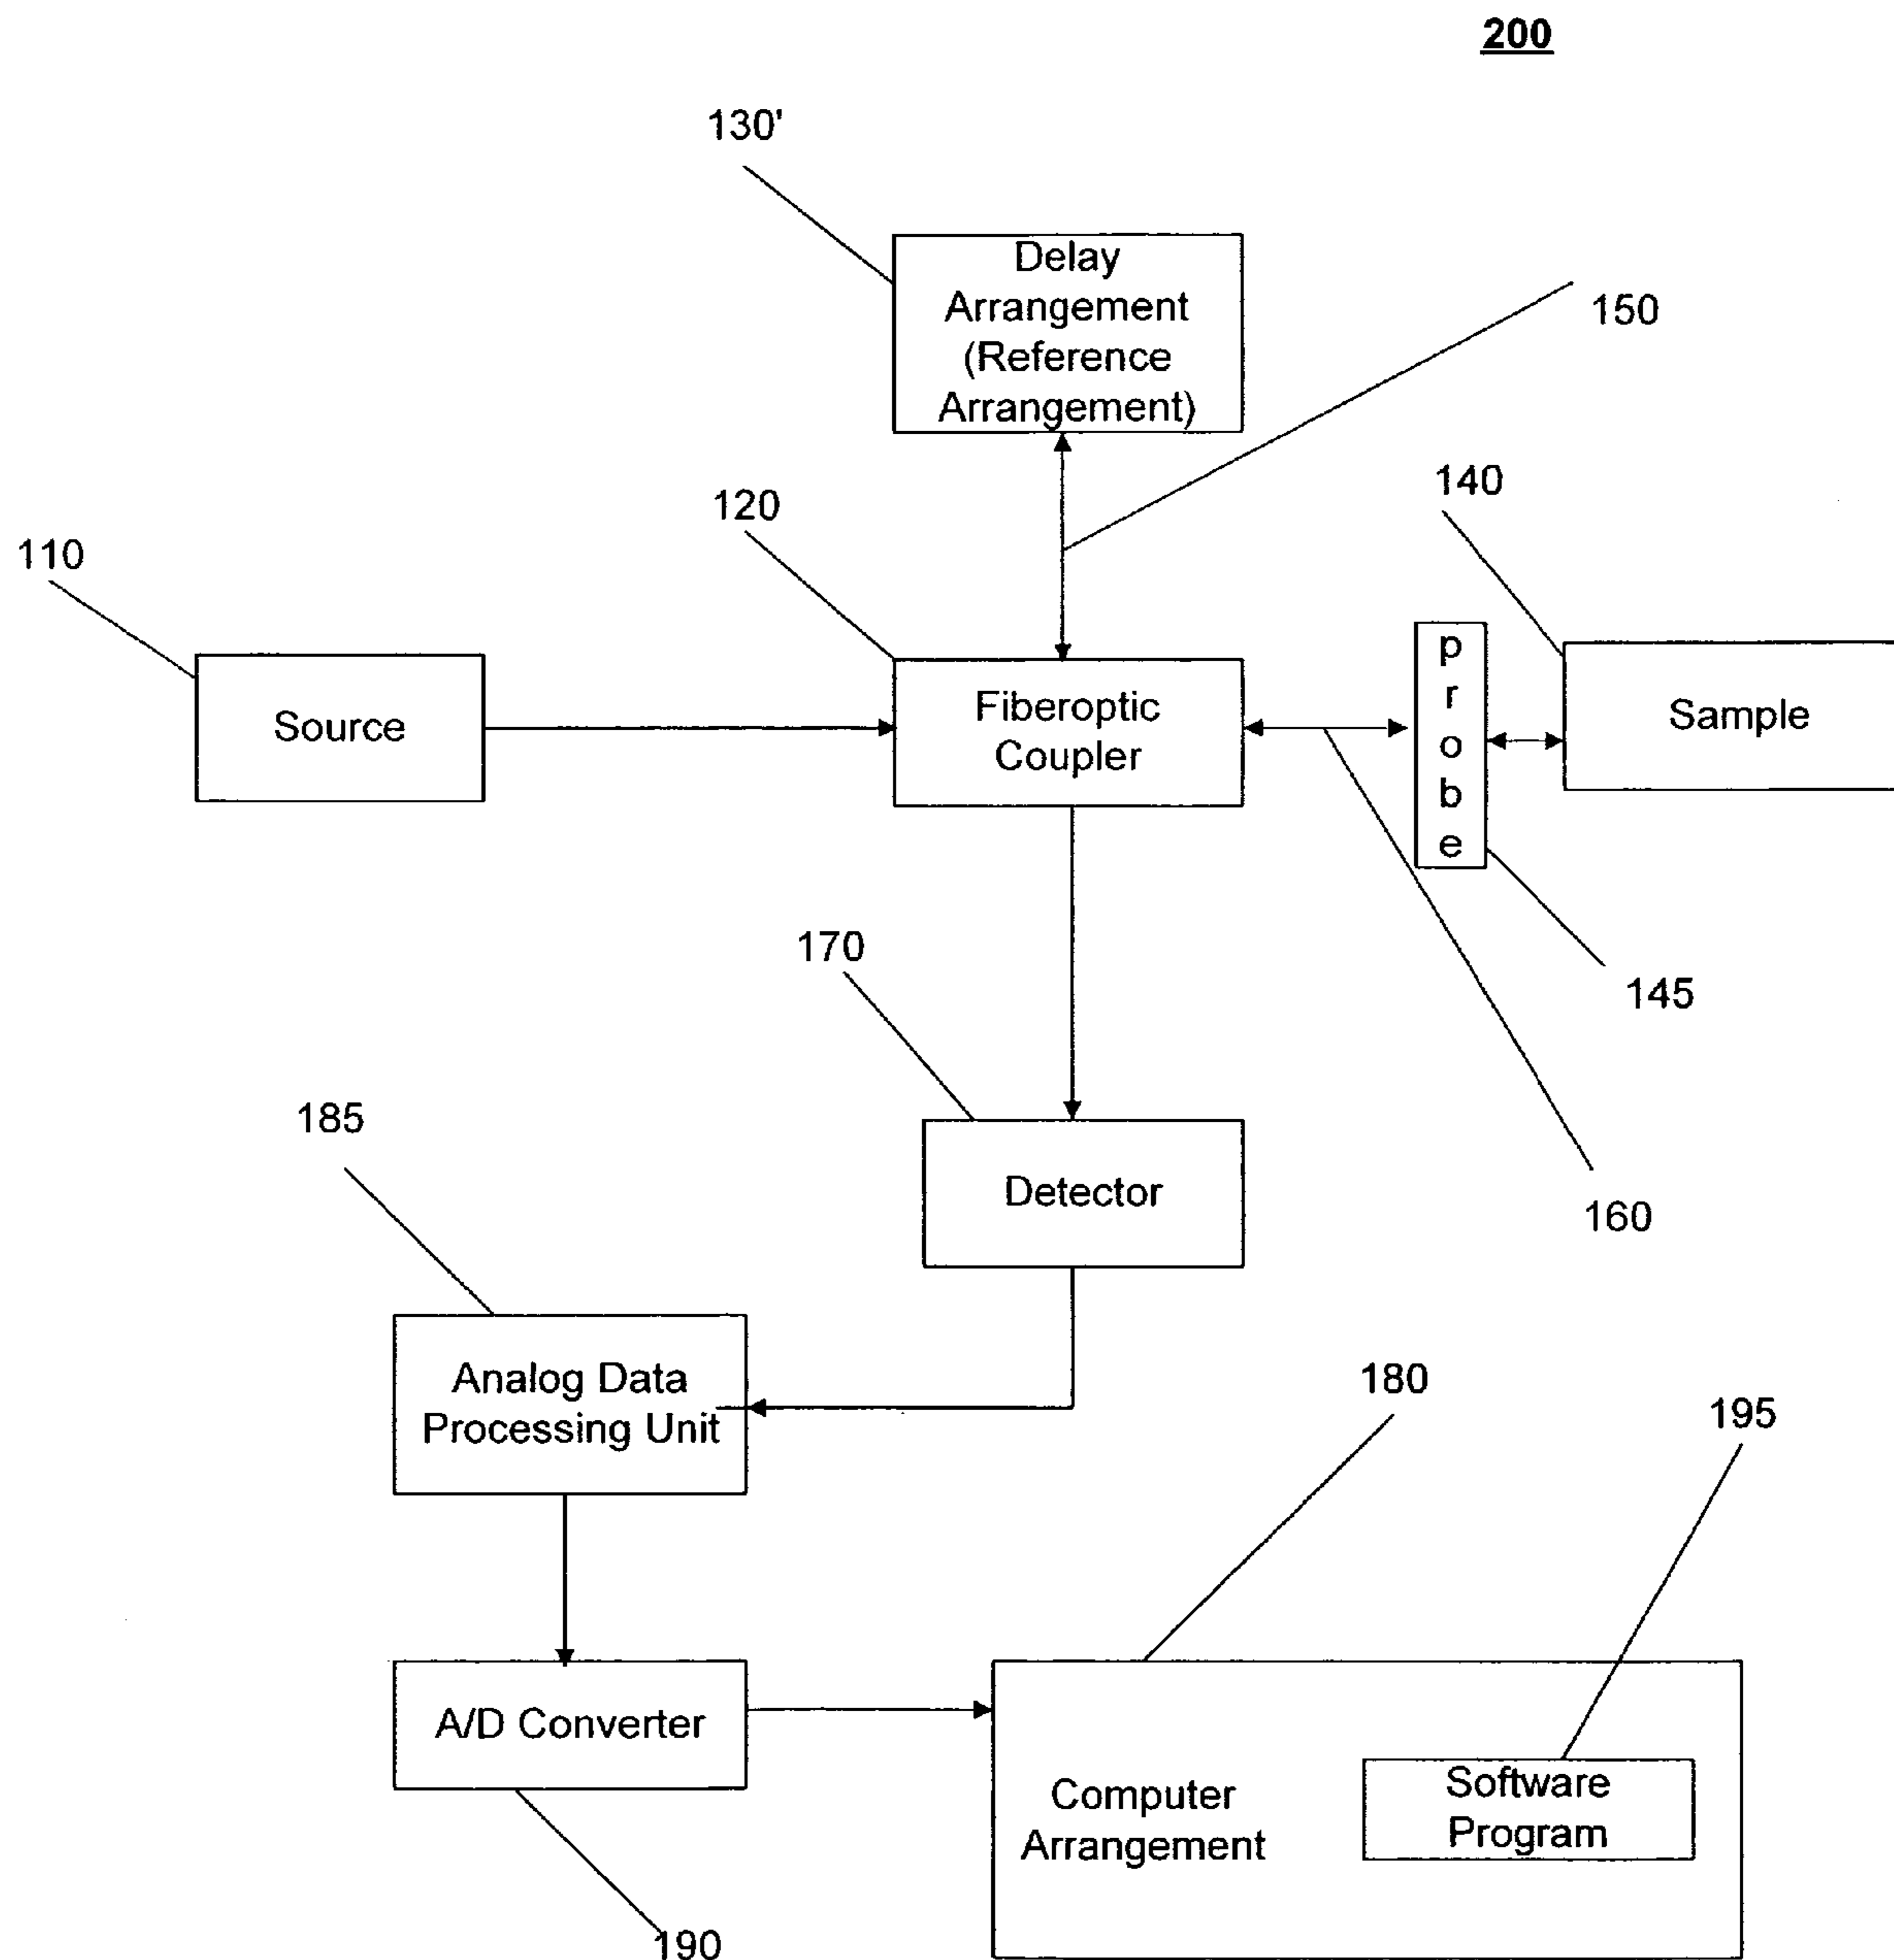 200
130'
Delay
Arrangement
(Reference
Arrangement)
150
120
140
110
Source
Fiberoptic
Coupler
probe
Sample
170
145
185
Detector
160
Analog Data
Processing Unit
180
195
A/D Converter
Computer
Arrangement
Software
Program
190